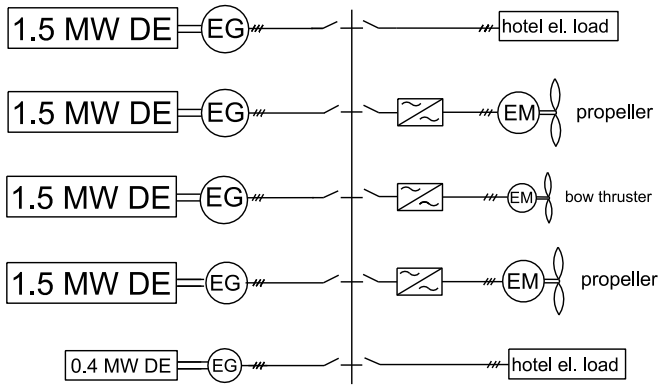 1.5 MW DE EG hotel el. load
1.5 MW DE EG EM propeller
1.5 MW DE EG EM bow thruster
1.5 MW DE EG EM propeller
0.4 MW DE EG hotel el. load